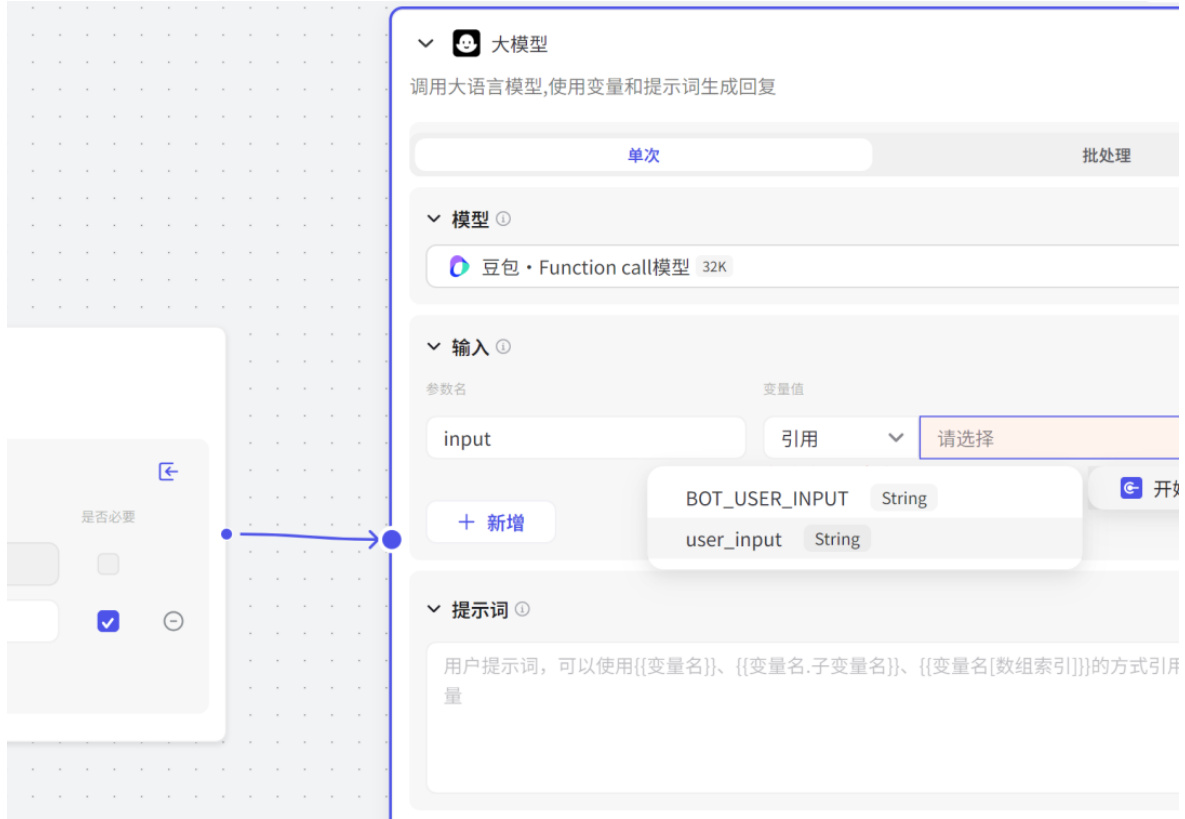 大模型
调用大语言模型,使用变量和提示词生成回复
单次 批处理
模型
豆包・Function call模型 32K
输入
参数名 变量值
input 引用 请选择
BOT_USER_INPUT String
开始
user_input String
+ 新增
是否必要
提示词
用户提示词，可以使用{{变量名}}、{{变量名.子变量名}}、{{变量名[数组索引]}}的方式引用
量